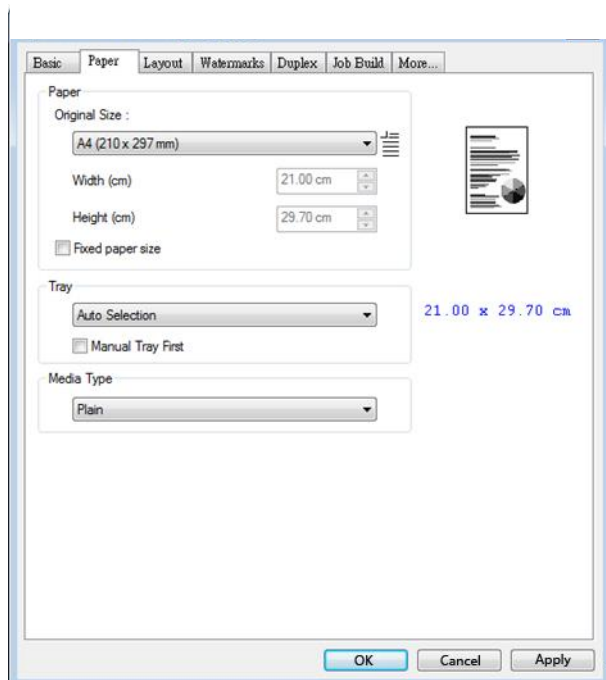 Basic Paper Layout Watermarks Duplex Job Build More...
Paper
Original Size :
A4 (210 x 297 mm)
Width (cm) 21.00 cm
Height (cm) 29.70 cm
Fixed paper size
Tray
Auto Selection
21.00 x 29.70 cm
Manual Tray First
Media Type
Plain
OK Cancel Apply